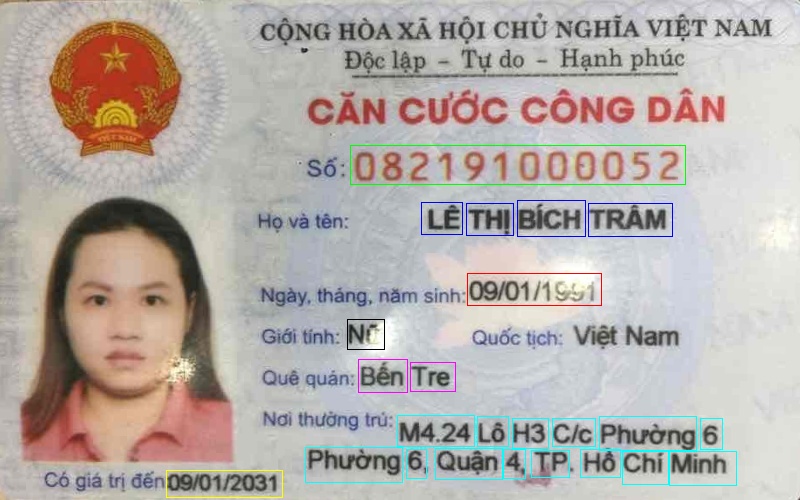 CỘNG HÒA XÃ HỘI CHỦ NGHĨA VIỆT NAM
Độc lập – Tự do – Hạnh phúc
CĂN CƯỚC CÔNG DÂN
Số: 082191000052
Họ và tên: LÊ THỊ BÍCH TRÂM
Ngày, tháng, năm sinh: 09/01/1991
Giới tính: Nữ Quốc tịch: Việt Nam
Quê quán: Bến Tre
Nơi thường trú: M4.24 Lô H3 C/c Phường 6
Phường 6, Quận 4, TP. Hồ Chí Minh
Có giá trị đến 09/01/2031
VIỆT NAM